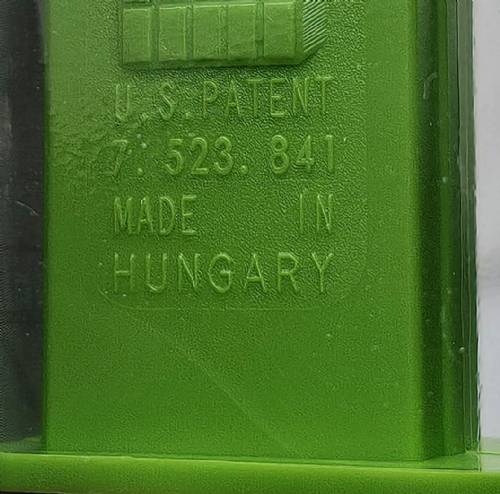 U.S. PATENT
7. 523. 841
MADE IN
HUNGARY